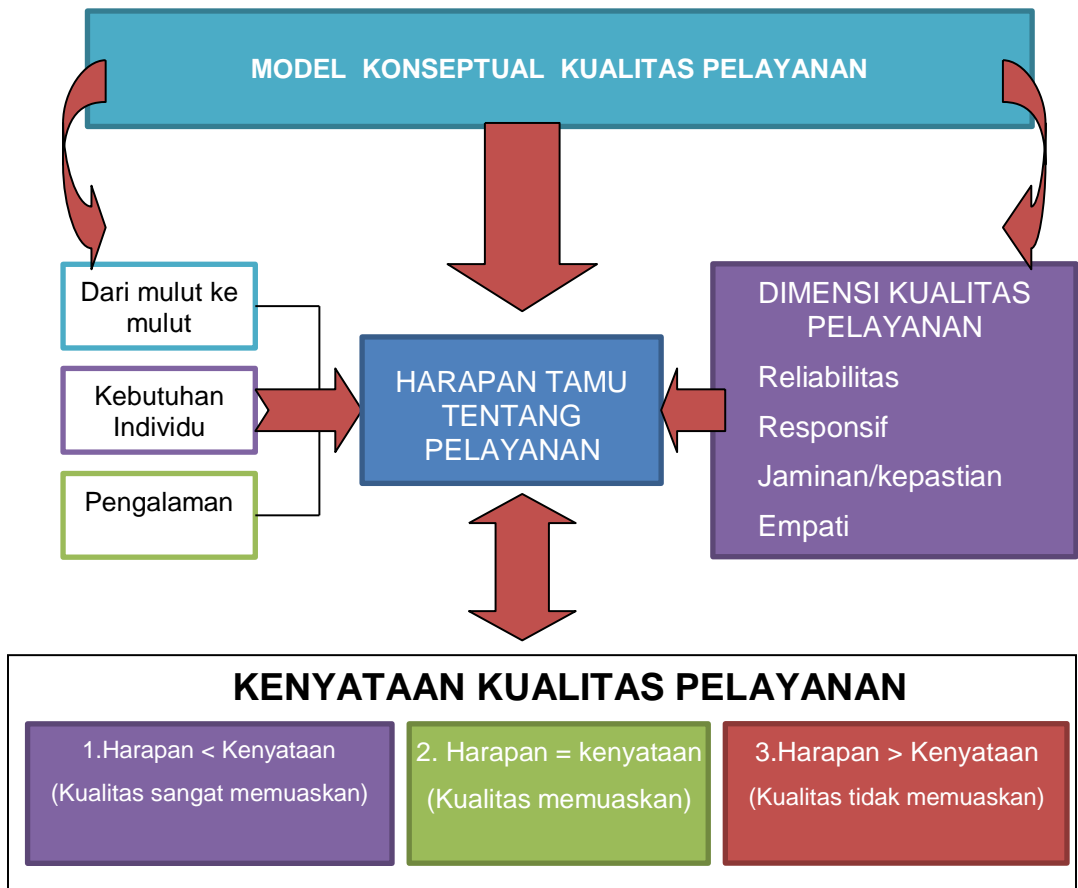 MODEL KONSEPTUAL KUALITAS PELAYANAN
Dari mulut ke
mulut
Kebutuhan
Individu
Pengalaman
HARAPAN TAMU
TENTANG
PELAYANAN
DIMENSI KUALITAS
PELAYANAN
Reliabilitas
Responsif
Jaminan/kepastian
Empati
KENYATAAN KUALITAS PELAYANAN
1.Harapan < Kenyataan
(Kualitas sangat memuaskan)
2. Harapan = kenyataan
(Kualitas memuaskan)
3.Harapan > Kenyataan
(Kualitas tidak memuaskan)